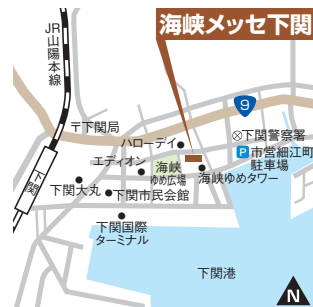 海峡メッセ下関
JR山陽本線
9
〒下関局
ハローデイ
下関警察署
P市営細江町
駐車場
エディオン
海峡
ゆめ広場
海峡ゆめタワー
下関
下関大丸
下関市民会館
下関国際
ターミナル
下関港
N